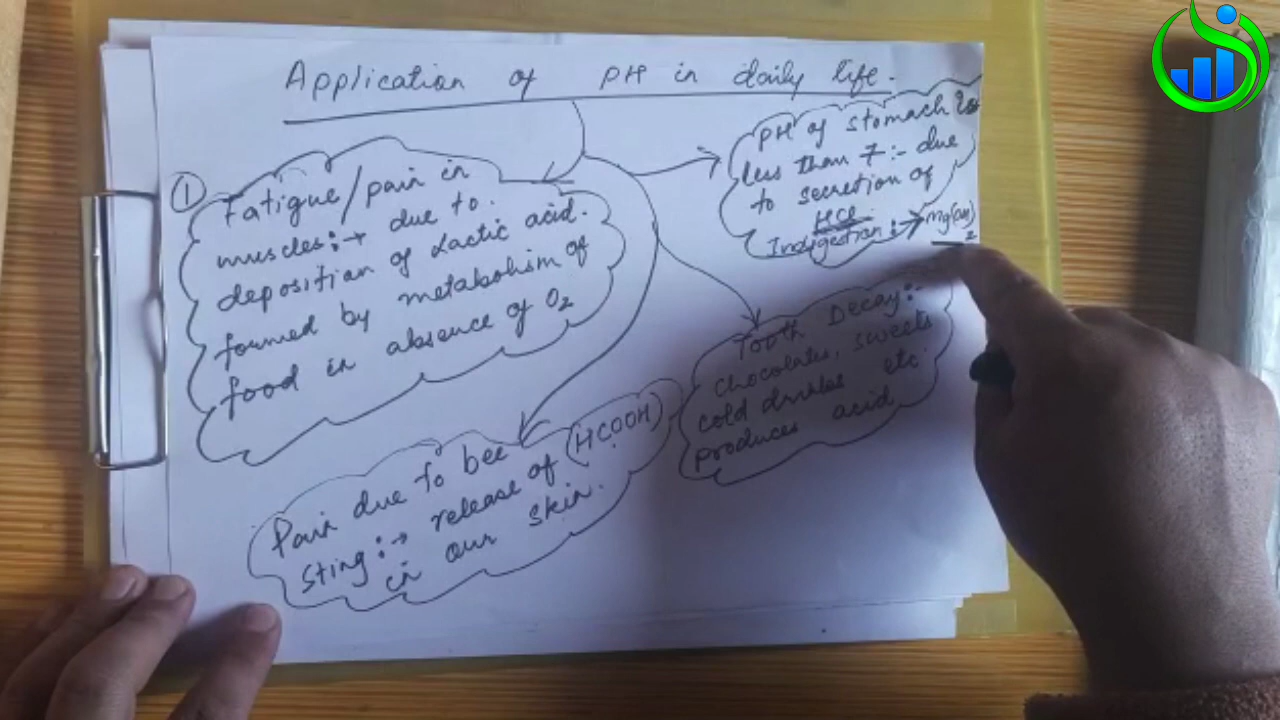 Application of PH in daily life.
①
Fatigue/pain in
muscles:→ due to.
deposition of Lactic acid.
formed by metabolism of
food in absence of O2
PH of stomach is
less than 7:- due
to secretion of
HCl
Indigestion:→ Mg(OH)2
Tooth Decay:-
chocolates, sweets
cold drinks etc
produces acid
Pain due to bee
sting:→ release of (HCOOH)
in our skin.